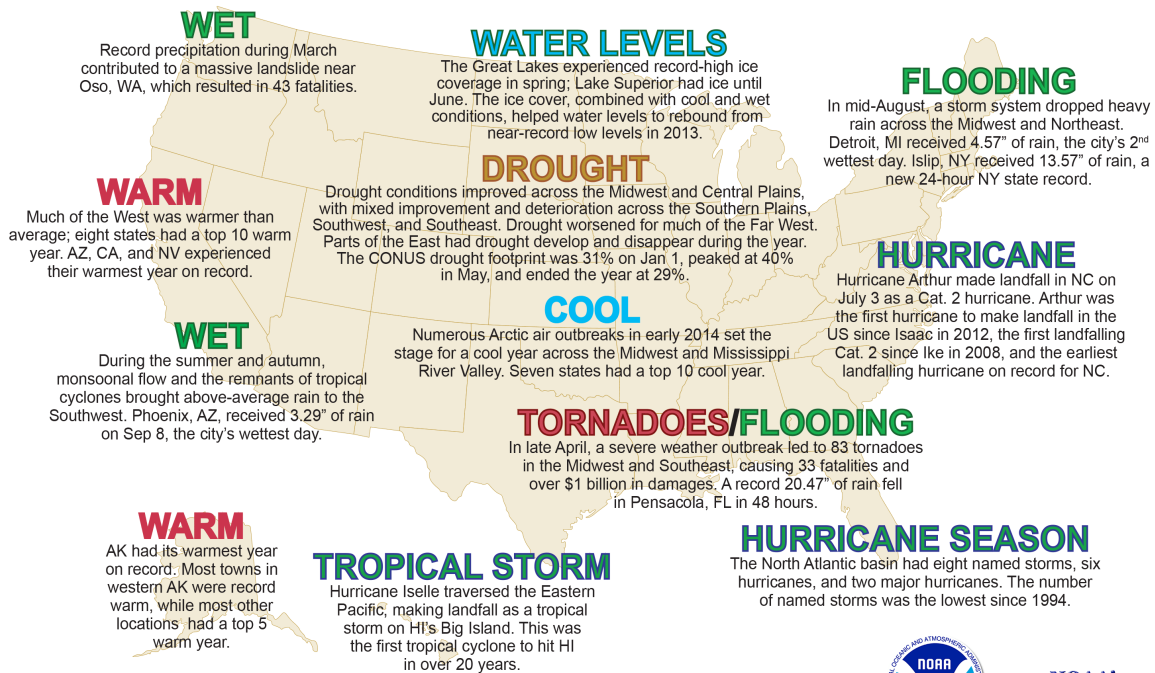 WET
Record precipitation during March
contributed to a massive landslide near
Oso, WA, which resulted in 43 fatalities.
WATER LEVELS
The Great Lakes experienced record-high ice
coverage in spring; Lake Superior had ice until
June. The ice cover, combined with cool and wet
conditions, helped water levels to rebound from
near-record low levels in 2013.
FLOODING
In mid-August, a storm system dropped heavy
rain across the Midwest and Northeast.
Detroit, MI received 4.57” of rain, the city’s 2nd
wettest day. Islip, NY received 13.57” of rain, a
new 24-hour NY state record.
DROUGHT
Drought conditions improved across the Midwest and Central Plains,
with mixed improvement and deterioration across the Southern Plains,
Southwest, and Southeast. Drought worsened for much of the Far West.
Parts of the East had drought develop and disappear during the year.
The CONUS drought footprint was 31% on Jan 1, peaked at 40%
in May, and ended the year at 29%.
WARM
Much of the West was warmer than
average; eight states had a top 10 warm
year. AZ, CA, and NV experienced
their warmest year on record.
HURRICANE
Hurricane Arthur made landfall in NC on
July 3 as a Cat. 2 hurricane. Arthur was
the first hurricane to make landfall in the
US since Isaac in 2012, the first landfalling
Cat. 2 since Ike in 2008, and the earliest
landfalling hurricane on record for NC.
COOL
Numerous Arctic air outbreaks in early 2014 set the
stage for a cool year across the Midwest and Mississippi
River Valley. Seven states had a top 10 cool year.
WET
During the summer and autumn,
monsoonal flow and the remnants of tropical
cyclones brought above-average rain to the
Southwest. Phoenix, AZ, received 3.29” of rain
on Sep 8, the city’s wettest day.
TORNADOES/FLOODING
In late April, a severe weather outbreak led to 83 tornadoes
in the Midwest and Southeast, causing 33 fatalities and
over $1 billion in damages. A record 20.47” of rain fell
in Pensacola, FL in 48 hours.
WARM
AK had its warmest year
on record. Most towns in
western AK were record
warm, while most other
locations had a top 5
warm year.
TROPICAL STORM
Hurricane Iselle traversed the Eastern
Pacific, making landfall as a tropical
storm on HI’s Big Island. This was
the first tropical cyclone to hit HI
in over 20 years.
HURRICANE SEASON
The North Atlantic basin had eight named storms, six
hurricanes, and two major hurricanes. The number
of named storms was the lowest since 1994.
OCEANIC AND ATMOSPHERIC
NOAA